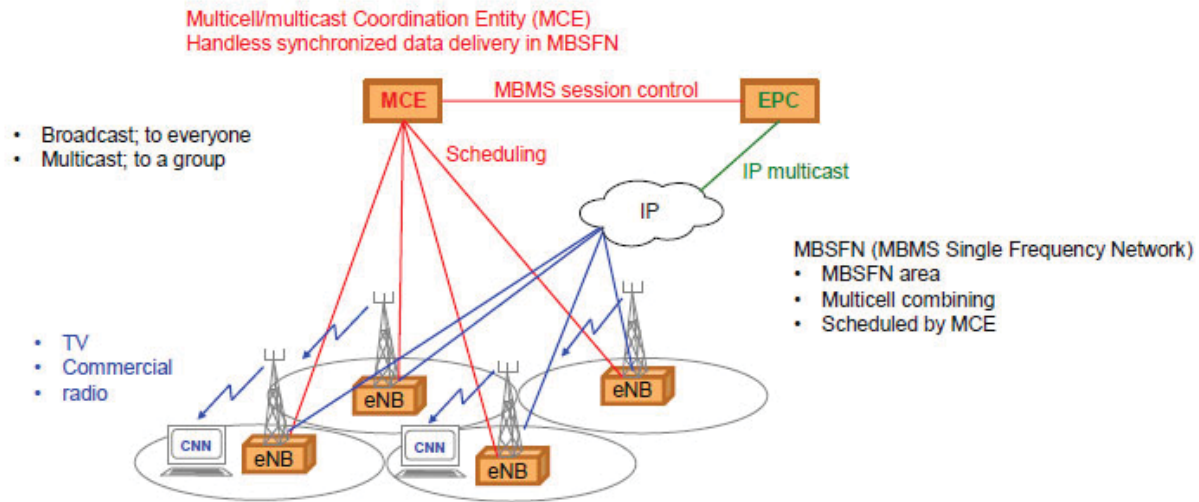 Multicell/multicast Coordination Entity (MCE)
Handless synchronized data delivery in MBSFN
MCE
MBMS session control
EPC
• Broadcast; to everyone
• Multicast; to a group
Scheduling
IP multicast
IP
MBSFN (MBMS Single Frequency Network)
• MBSFN area
• Multicell combining
• Scheduled by MCE
• TV
• Commercial
• radio
eNB
eNB
CNN
eNB
CNN
eNB